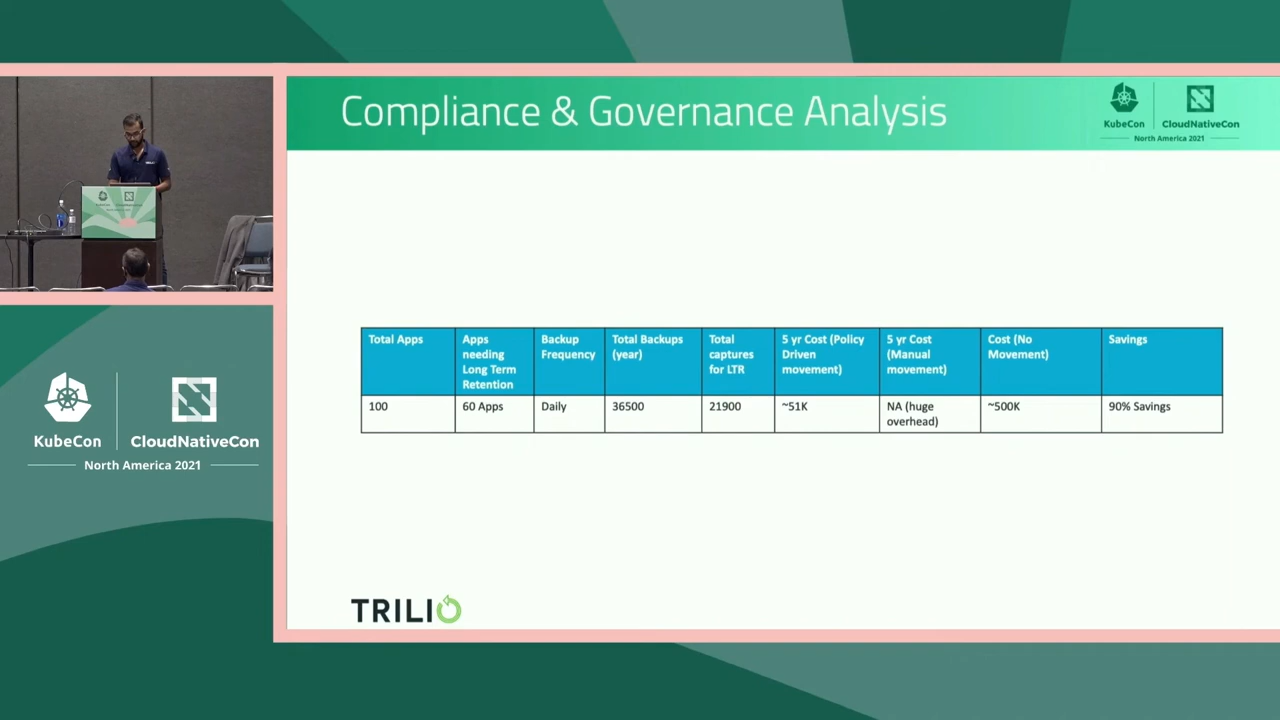 Compliance & Governance Analysis
KubeCon
CloudNativeCon
North America 2021
Total Apps
Apps
needing
Long Term
Retention
Backup
Frequency
Total Backups
(year)
Total
captures
for LTR
5 yr Cost (Policy
Driven
movement)
5 yr Cost
(Manual
movement)
Cost (No
Movement)
Savings
100
60 Apps
Daily
36500
21900
~51K
NA (huge
overhead)
~500K
90% Savings
TRILIO
KubeCon
CloudNativeCon
North America 2021